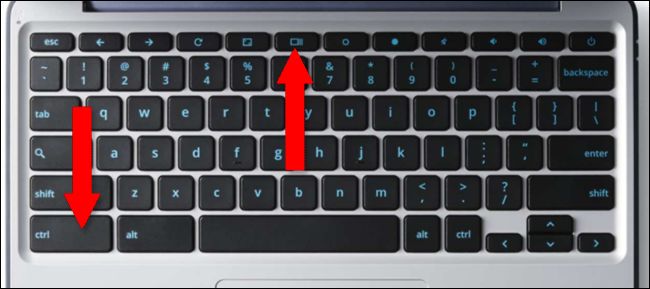 esc
~ ! @ # $ % & * ( ) _ +
` 1 2 3 4 5 7 8 9 0 - = backspace
tab q w e r t y u i o p { } |
[ ] \
a s d f g h j k l : " enter
; '
shift z x c v b n m < > ? shift
, . /
ctrl alt alt ctrl < ^ >